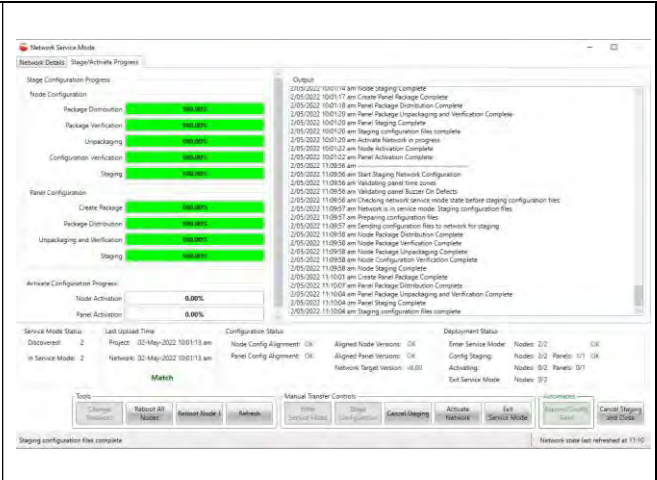 Network Service Mode
Network Details Stage/Activate Progress
Stage Configuration Progress
Node Configuration
Package Distribution 100.00%
Package Verification 100.00%
Unpackaging 100.00%
Configuration Verification 100.00%
Staging 100.00%
Panel Configuration
Create Package 100.00%
Package Distribution 100.00%
Unpackaging and Verification 100.00%
Staging 100.00%
Activate Configuration Progress
Node Activation 0.00%
Panel Activation 0.00%
Output
2/05/2022 10:01:14 am Node Staging Complete
2/05/2022 10:01:17 am Create Panel Package Complete
2/05/2022 10:01:18 am Panel Package Distribution Complete
2/05/2022 10:01:20 am Panel Package Unpackaging and Verification Complete
2/05/2022 10:01:20 am Panel Staging Complete
2/05/2022 10:01:20 am Staging configuration files complete
2/05/2022 10:01:20 am Activate Network in progress
2/05/2022 10:01:22 am Node Activation Complete
2/05/2022 10:01:22 am Panel Activation Complete
2/05/2022 11:09:56 am
2/05/2022 11:09:56 am Start Staging Network Configuration
2/05/2022 11:09:56 am Validating panel time zones
2/05/2022 11:09:56 am Validating panel Buzzer On Defects
2/05/2022 11:09:56 am Checking network service mode state before staging configuration files
2/05/2022 11:09:57 am Network is in service mode. Staging configuration files
2/05/2022 11:09:57 am Preparing configuration files
2/05/2022 11:09:57 am Sending configuration files to network for staging
2/05/2022 11:09:58 am Node Package Distribution Complete
2/05/2022 11:09:58 am Node Package Verification Complete
2/05/2022 11:09:58 am Node Package Unpackaging Complete
2/05/2022 11:09:58 am Node Configuration Verification Complete
2/05/2022 11:09:58 am Node Staging Complete
2/05/2022 11:10:01 am Create Panel Package Complete
2/05/2022 11:10:01 am Panel Package Distribution Complete
2/05/2022 11:10:04 am Panel Package Unpackaging and Verification Complete
2/05/2022 11:10:04 am Panel Staging Complete
2/05/2022 11:10:04 am Staging configuration files complete
Service Mode Status Last Upload Time Configuration Status Deployment Status
Discovered: 2 Project: 02-May-2022 10:01:13 am Node Config Alignment: OK Aligned Node Versions: OK Enter Service Mode: Nodes: 2/2 OK
In Service Mode: 2 Network: 02-May-2022 10:01:13 am Panel Config Alignment: OK Aligned Panel Versions: OK Config Staging: Nodes: 2/2 Panels: 1/1 OK
Network Target Version: Activating: Nodes: 0/2 Panels: 0/1
Match Exit Service Mode: Nodes: 0/2
Tools Manual Transfer Controls Automated
Change Reboot All Nodes Reboot Node 1 Refresh Enter Service Mode Stage Configuration Cancel Staging Activate Network Exit Service Mode Cancel Staging and Close
Staging configuration files complete Network state last refreshed at 11:10